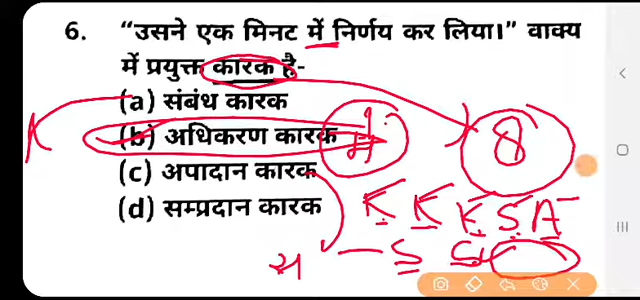 6. “उसने एक मिनट में निर्णय कर लिया।” वाक्य
में प्रयुक्त कारक है-
(a) संबंध कारक
(b) अधिकरण कारक
8
(c) अपादान कारक
K K K S A
(d) सम्प्रदान कारक
S S